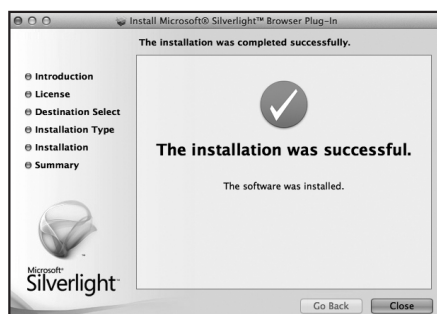 Install Microsoft® Silverlight™ Browser Plug-In
The installation was completed successfully.
Introduction
License
Destination Select
Installation Type
Installation
Summary
The installation was successful.
The software was installed.
Microsoft®
Silverlight™
Go Back
Close